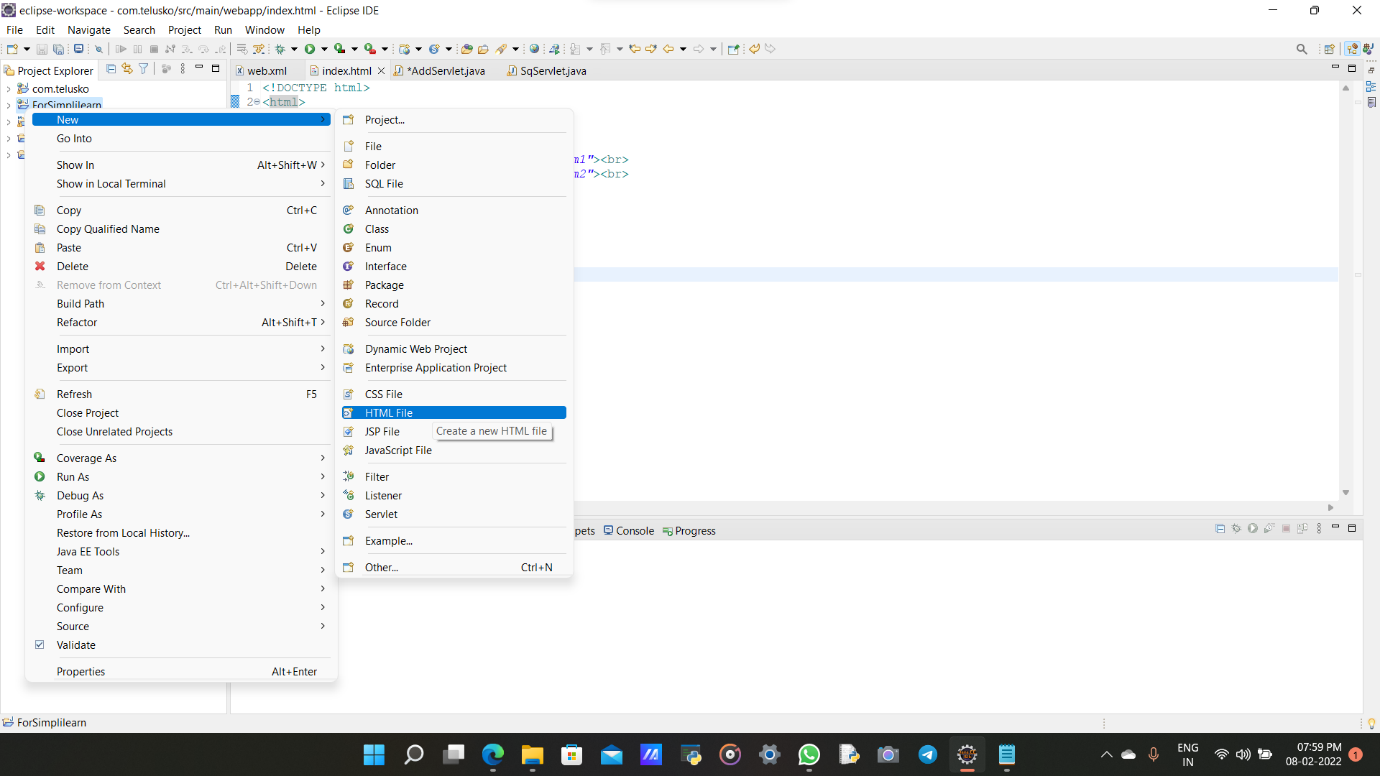 eclipse-workspace - com.telusko/src/main/webapp/index.html - Eclipse IDE
File Edit Navigate Search Project Run Window Help
Project Explorer
web.xml index.html *AddServlet.java SqServlet.java
com.telusko
ForSimplilearn
1 <!DOCTYPE html>
2 <html>
m1"><br>
m2"><br>
New
Go Into
Show In Alt+Shift+W
Show in Local Terminal
Copy Ctrl+C
Copy Qualified Name
Paste Ctrl+V
Delete Delete
Remove from Context Ctrl+Alt+Shift+Down
Build Path
Refactor Alt+Shift+T
Import
Export
Refresh F5
Close Project
Close Unrelated Projects
Coverage As
Run As
Debug As
Profile As
Restore from Local History...
Java EE Tools
Team
Compare With
Configure
Source
Validate
Properties Alt+Enter
Project...
File
Folder
SQL File
Annotation
Class
Enum
Interface
Package
Record
Source Folder
Dynamic Web Project
Enterprise Application Project
CSS File
HTML File
JSP File
Create a new HTML file
JavaScript File
Filter
Listener
Servlet
Example...
Other... Ctrl+N
pets Console Progress
ForSimplilearn
ENG
IN
07:59 PM
08-02-2022
1